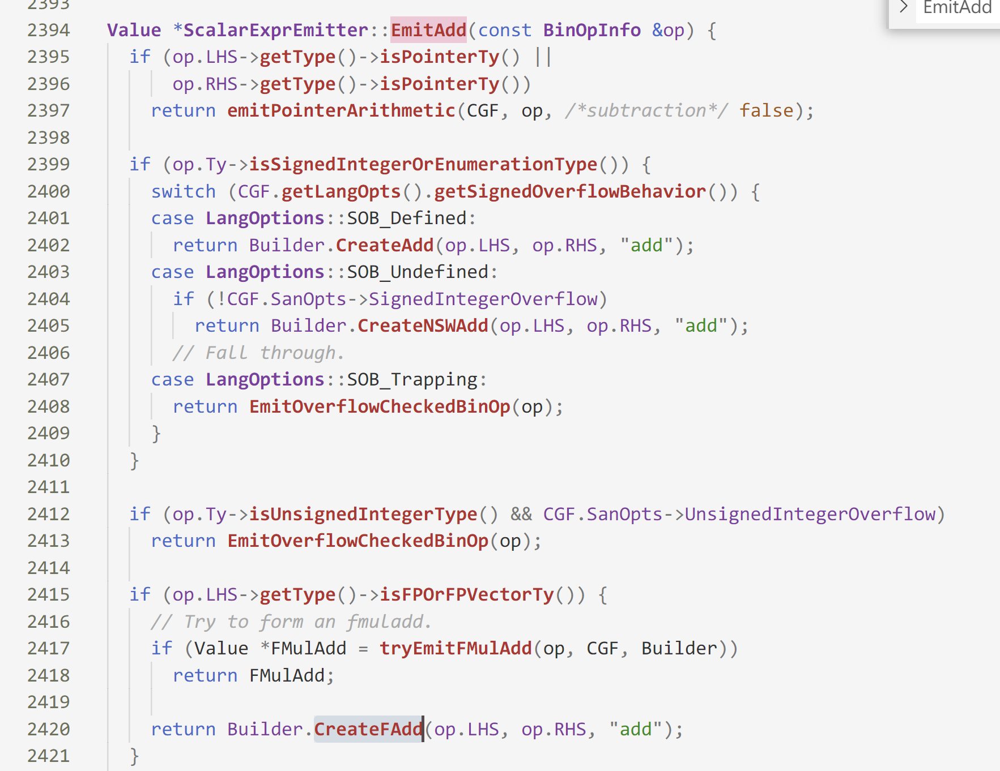 2393
EmitAdd
2394 Value *ScalarExprEmitter::EmitAdd(const BinOpInfo &op) {
2395 if (op.LHS->getType()->isPointerTy() ||
2396 op.RHS->getType()->isPointerTy())
2397 return emitPointerArithmetic(CGF, op, /*subtraction*/ false);
2398
2399 if (op.Ty->isSignedIntegerOrEnumerationType()) {
2400 switch (CGF.getLangOpts().getSignedOverflowBehavior()) {
2401 case LangOptions::SOB_Defined:
2402 return Builder.CreateAdd(op.LHS, op.RHS, "add");
2403 case LangOptions::SOB_Undefined:
2404 if (!CGF.SanOpts->SignedIntegerOverflow)
2405 return Builder.CreateNSWAdd(op.LHS, op.RHS, "add");
2406 // Fall through.
2407 case LangOptions::SOB_Trapping:
2408 return EmitOverflowCheckedBinOp(op);
2409 }
2410 }
2411
2412 if (op.Ty->isUnsignedIntegerType() && CGF.SanOpts->UnsignedIntegerOverflow)
2413 return EmitOverflowCheckedBinOp(op);
2414
2415 if (op.LHS->getType()->isFPOrFPVectorTy()) {
2416 // Try to form an fmuladd.
2417 if (Value *FMulAdd = tryEmitFMulAdd(op, CGF, Builder))
2418 return FMulAdd;
2419
2420 return Builder.CreateFAdd(op.LHS, op.RHS, "add");
2421 }